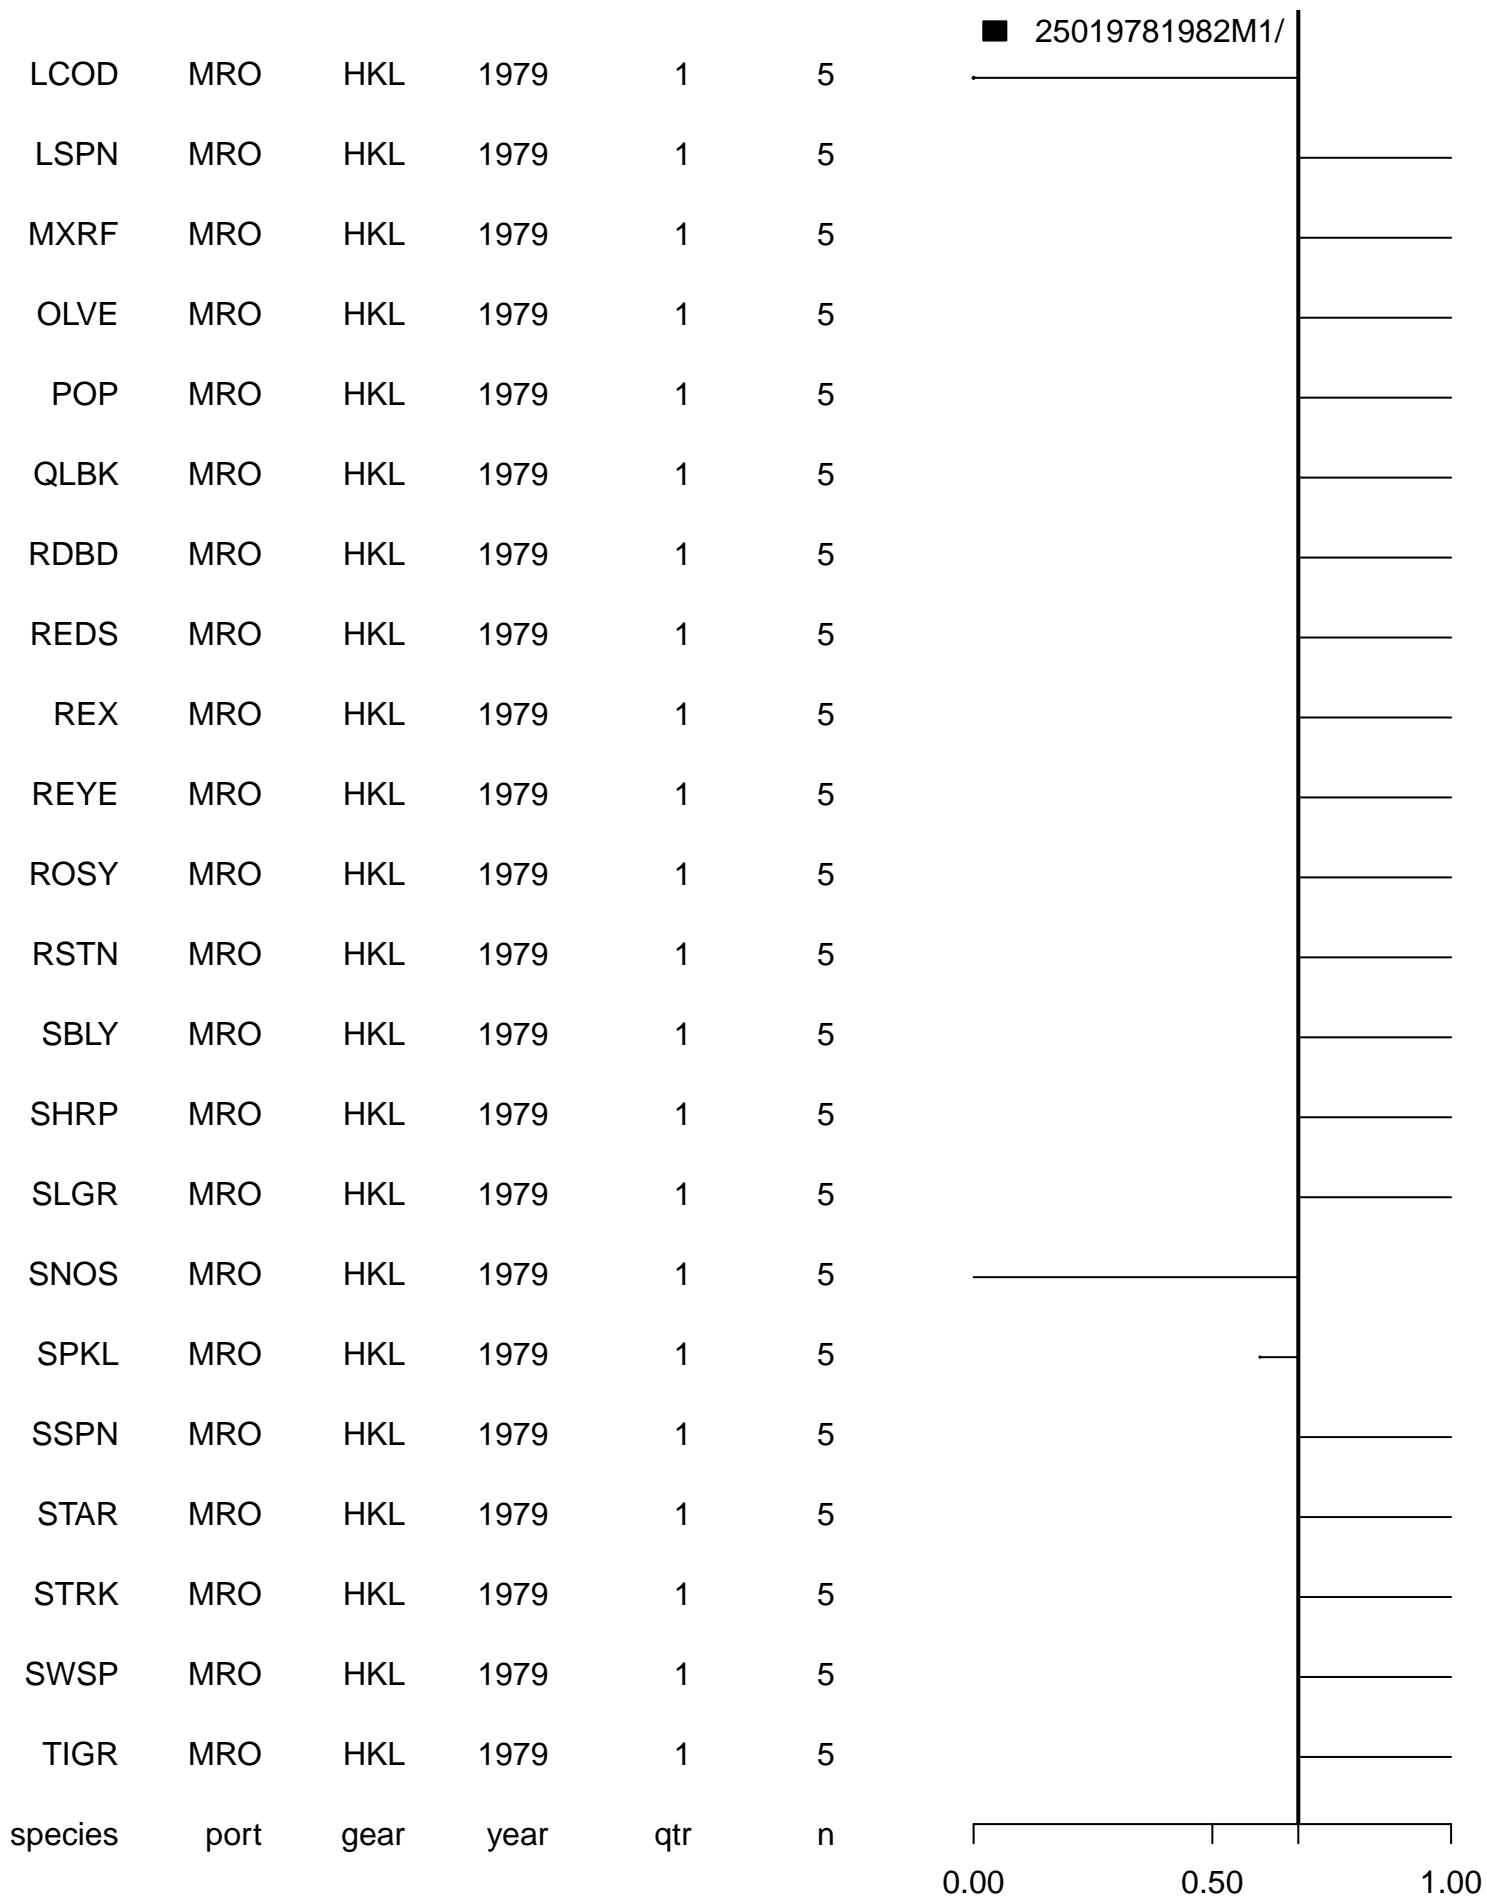 25019781982M1/
LCOD MRO HKL 1979 1 5
LSPN MRO HKL 1979 1 5
MXRF MRO HKL 1979 1 5
OLVE MRO HKL 1979 1 5
POP MRO HKL 1979 1 5
QLBK MRO HKL 1979 1 5
RDBD MRO HKL 1979 1 5
REDS MRO HKL 1979 1 5
REX MRO HKL 1979 1 5
REYE MRO HKL 1979 1 5
ROSY MRO HKL 1979 1 5
RSTN MRO HKL 1979 1 5
SBLY MRO HKL 1979 1 5
SHRP MRO HKL 1979 1 5
SLGR MRO HKL 1979 1 5
SNOS MRO HKL 1979 1 5
SPKL MRO HKL 1979 1 5
SSPN MRO HKL 1979 1 5
STAR MRO HKL 1979 1 5
STRK MRO HKL 1979 1 5
SWSP MRO HKL 1979 1 5
TIGR MRO HKL 1979 1 5
species port gear year qtr n
0.00 0.50 1.00